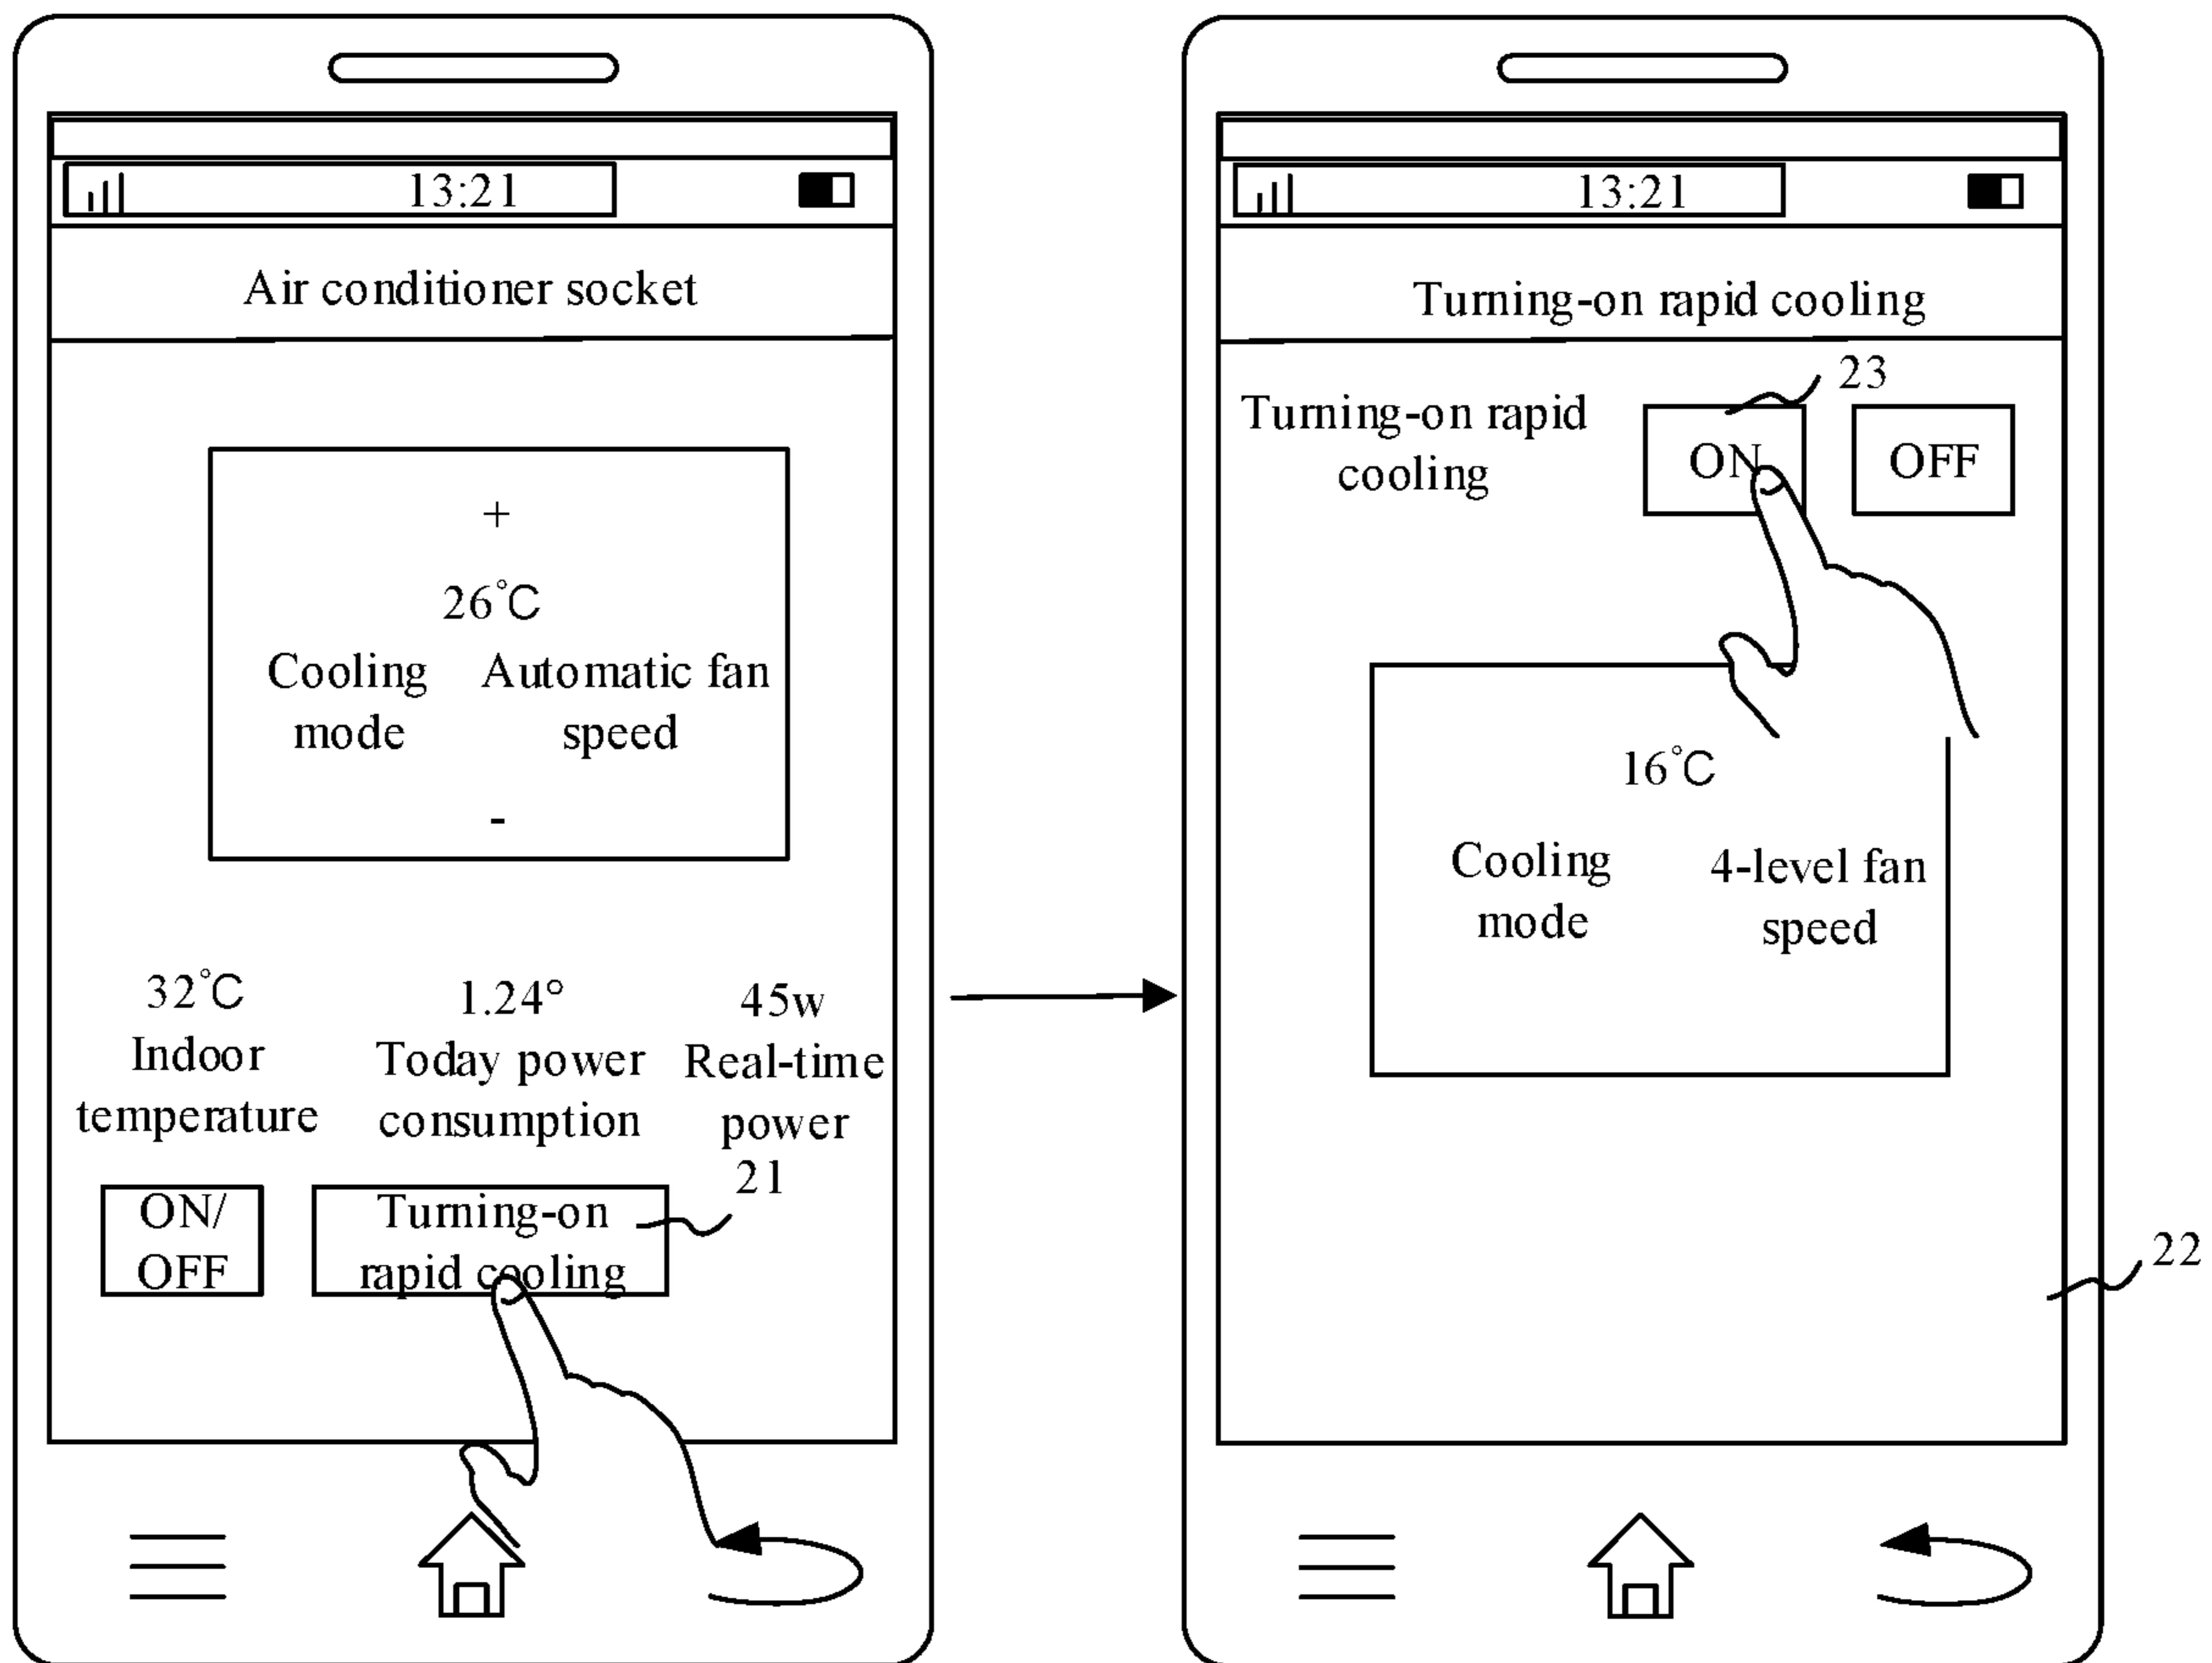 13:21
Air conditioner socket
+
26℃
Cooling
mode
Automatic fan
speed
-
32℃
Indoor
temperature
1.24°
Today power
consumption
45w
Real-time
power
21
ON/
OFF
Turning-on
rapid cooling
13:21
Turning-on rapid cooling
23
Turning-on rapid
cooling
ON
OFF
16℃
Cooling
mode
4-level fan
speed
22